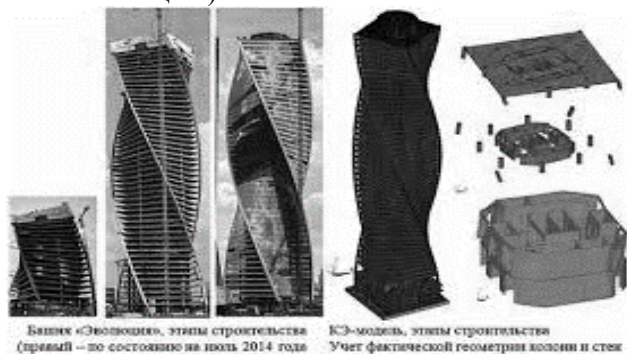 Башня «Эволюция», этапы строительства
(правый – по состоянию на июль 2014 года
КЭ-модель, этапы строительства
Учет фактической геометрии колонн и стен